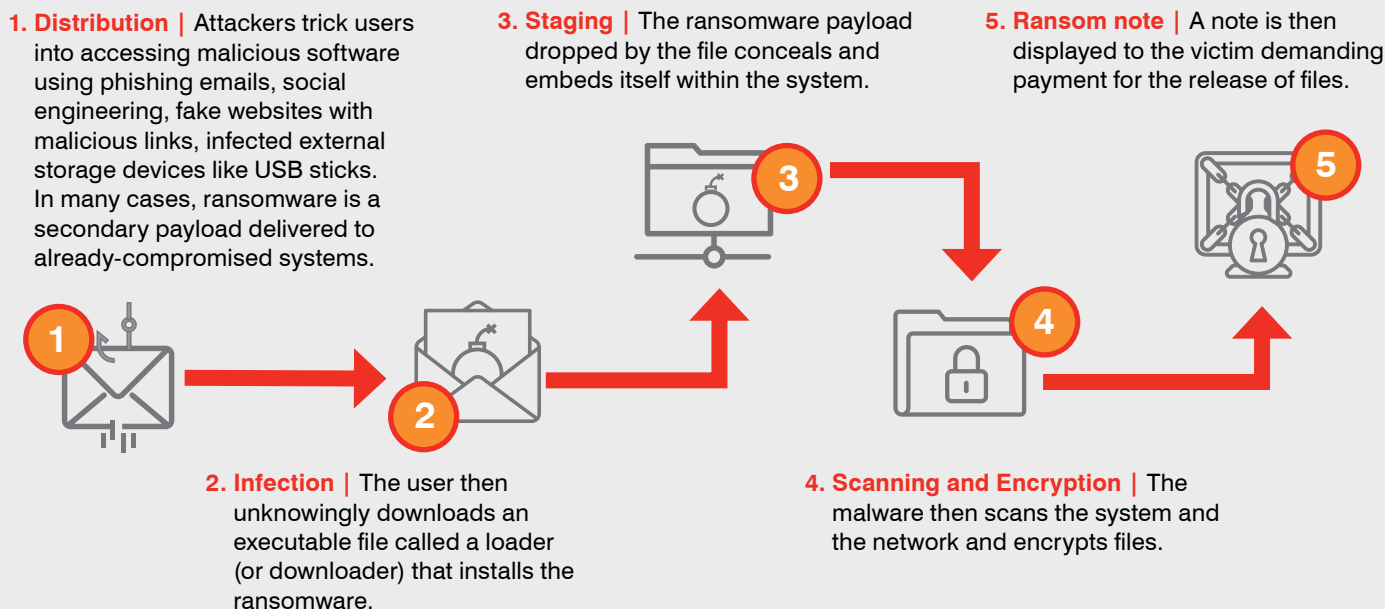 1. Distribution | Attackers trick users
into accessing malicious software
using phishing emails, social
engineering, fake websites with
malicious links, infected external
storage devices like USB sticks.
In many cases, ransomware is a
secondary payload delivered to
already-compromised systems.
1
2
2. Infection | The user then
unknowingly downloads an
executable file called a loader
(or downloader) that installs the
ransomware.
3. Staging | The ransomware payload
dropped by the file conceals and
embeds itself within the system.
3
4
4. Scanning and Encryption | The
malware then scans the system and
the network and encrypts files.
5. Ransom note | A note is then
displayed to the victim demanding
payment for the release of files.
5